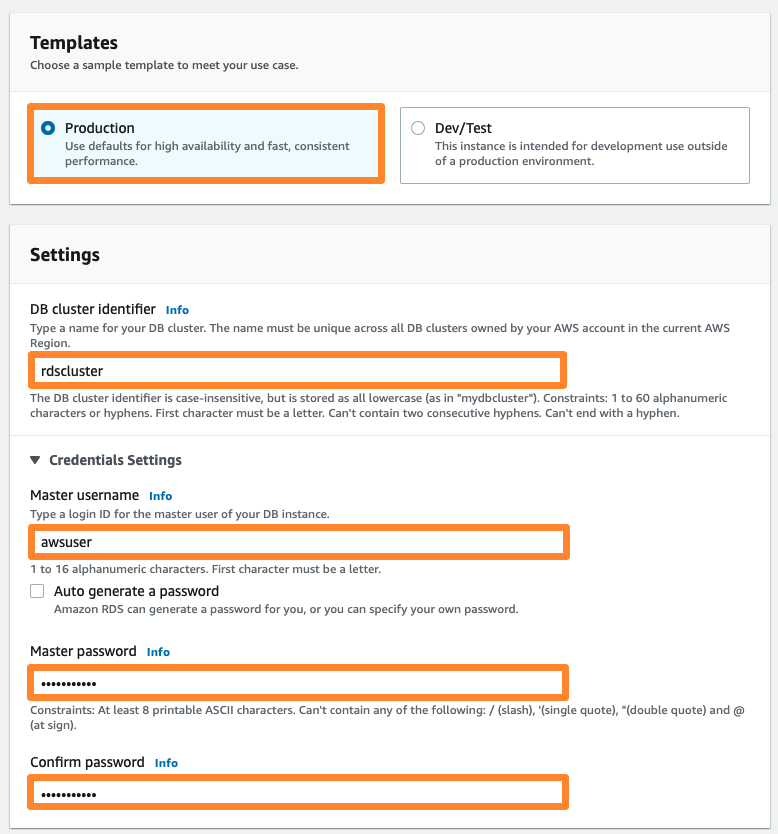 Templates
Choose a sample template to meet your use case.
Production
Use defaults for high availability and fast, consistent
performance.
Dev/Test
This instance is intended for development use outside
of a production environment.
Settings
DB cluster identifier Info
Type a name for your DB cluster. The name must be unique across all DB clusters owned by your AWS account in the current AWS
Region.
rdscluster
The DB cluster identifier is case-insensitive, but is stored as all lowercase (as in "mydbcluster"). Constraints: 1 to 60 alphanumeric
characters or hyphens. First character must be a letter. Can't contain two consecutive hyphens. Can't end with a hyphen.
Credentials Settings
Master username Info
Type a login ID for the master user of your DB instance.
awsuser
1 to 16 alphanumeric characters. First character must be a letter.
Auto generate a password
Amazon RDS can generate a password for you, or you can specify your own password.
Master password Info
•••••••••••
Constraints: At least 8 printable ASCII characters. Can't contain any of the following: / (slash), '(single quote), "(double quote) and @
(at sign).
Confirm password Info
•••••••••••